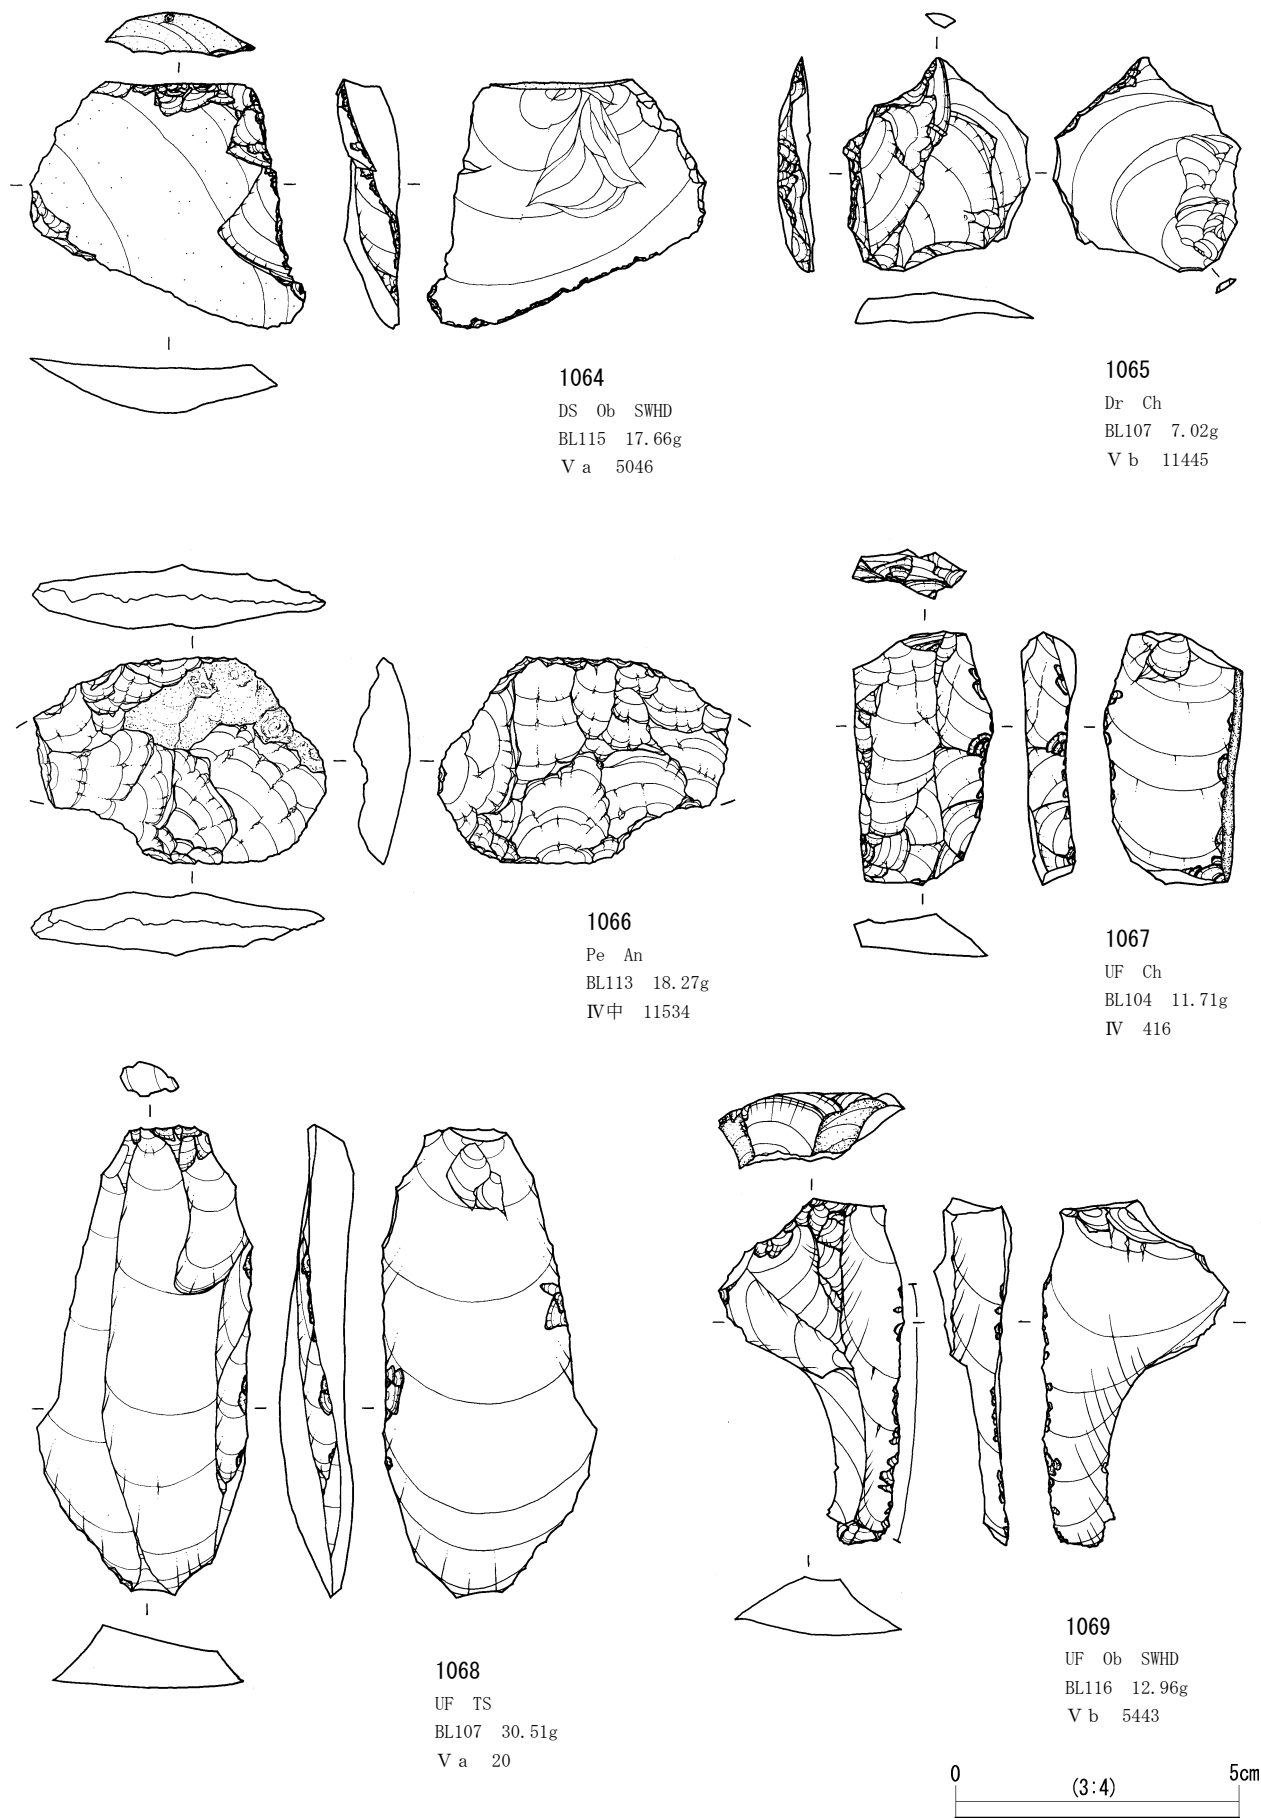 1064
DS Ob SWHD
BL115 17.66g
Ⅴa 5046
1065
Dr Ch
BL107 7.02g
Ⅴb 11445
1066
Pe An
BL113 18.27g
Ⅳ中 11534
1067
UF Ch
BL104 11.71g
Ⅳ 416
1068
UF TS
BL107 30.51g
Ⅴa 20
1069
UF Ob SWHD
BL116 12.96g
Ⅴb 5443
0 (3:4) 5cm